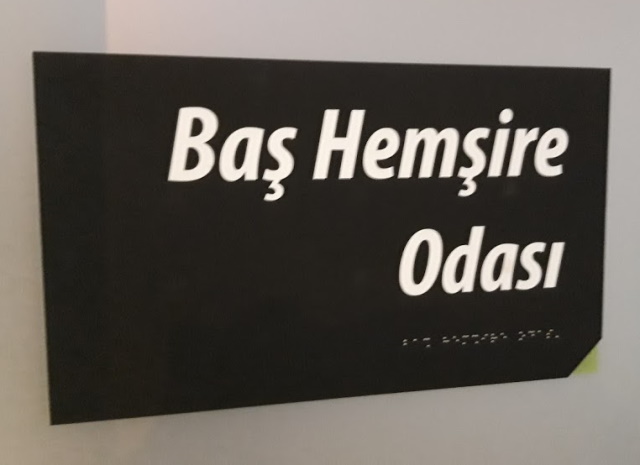 Baş Hemşire
Odası